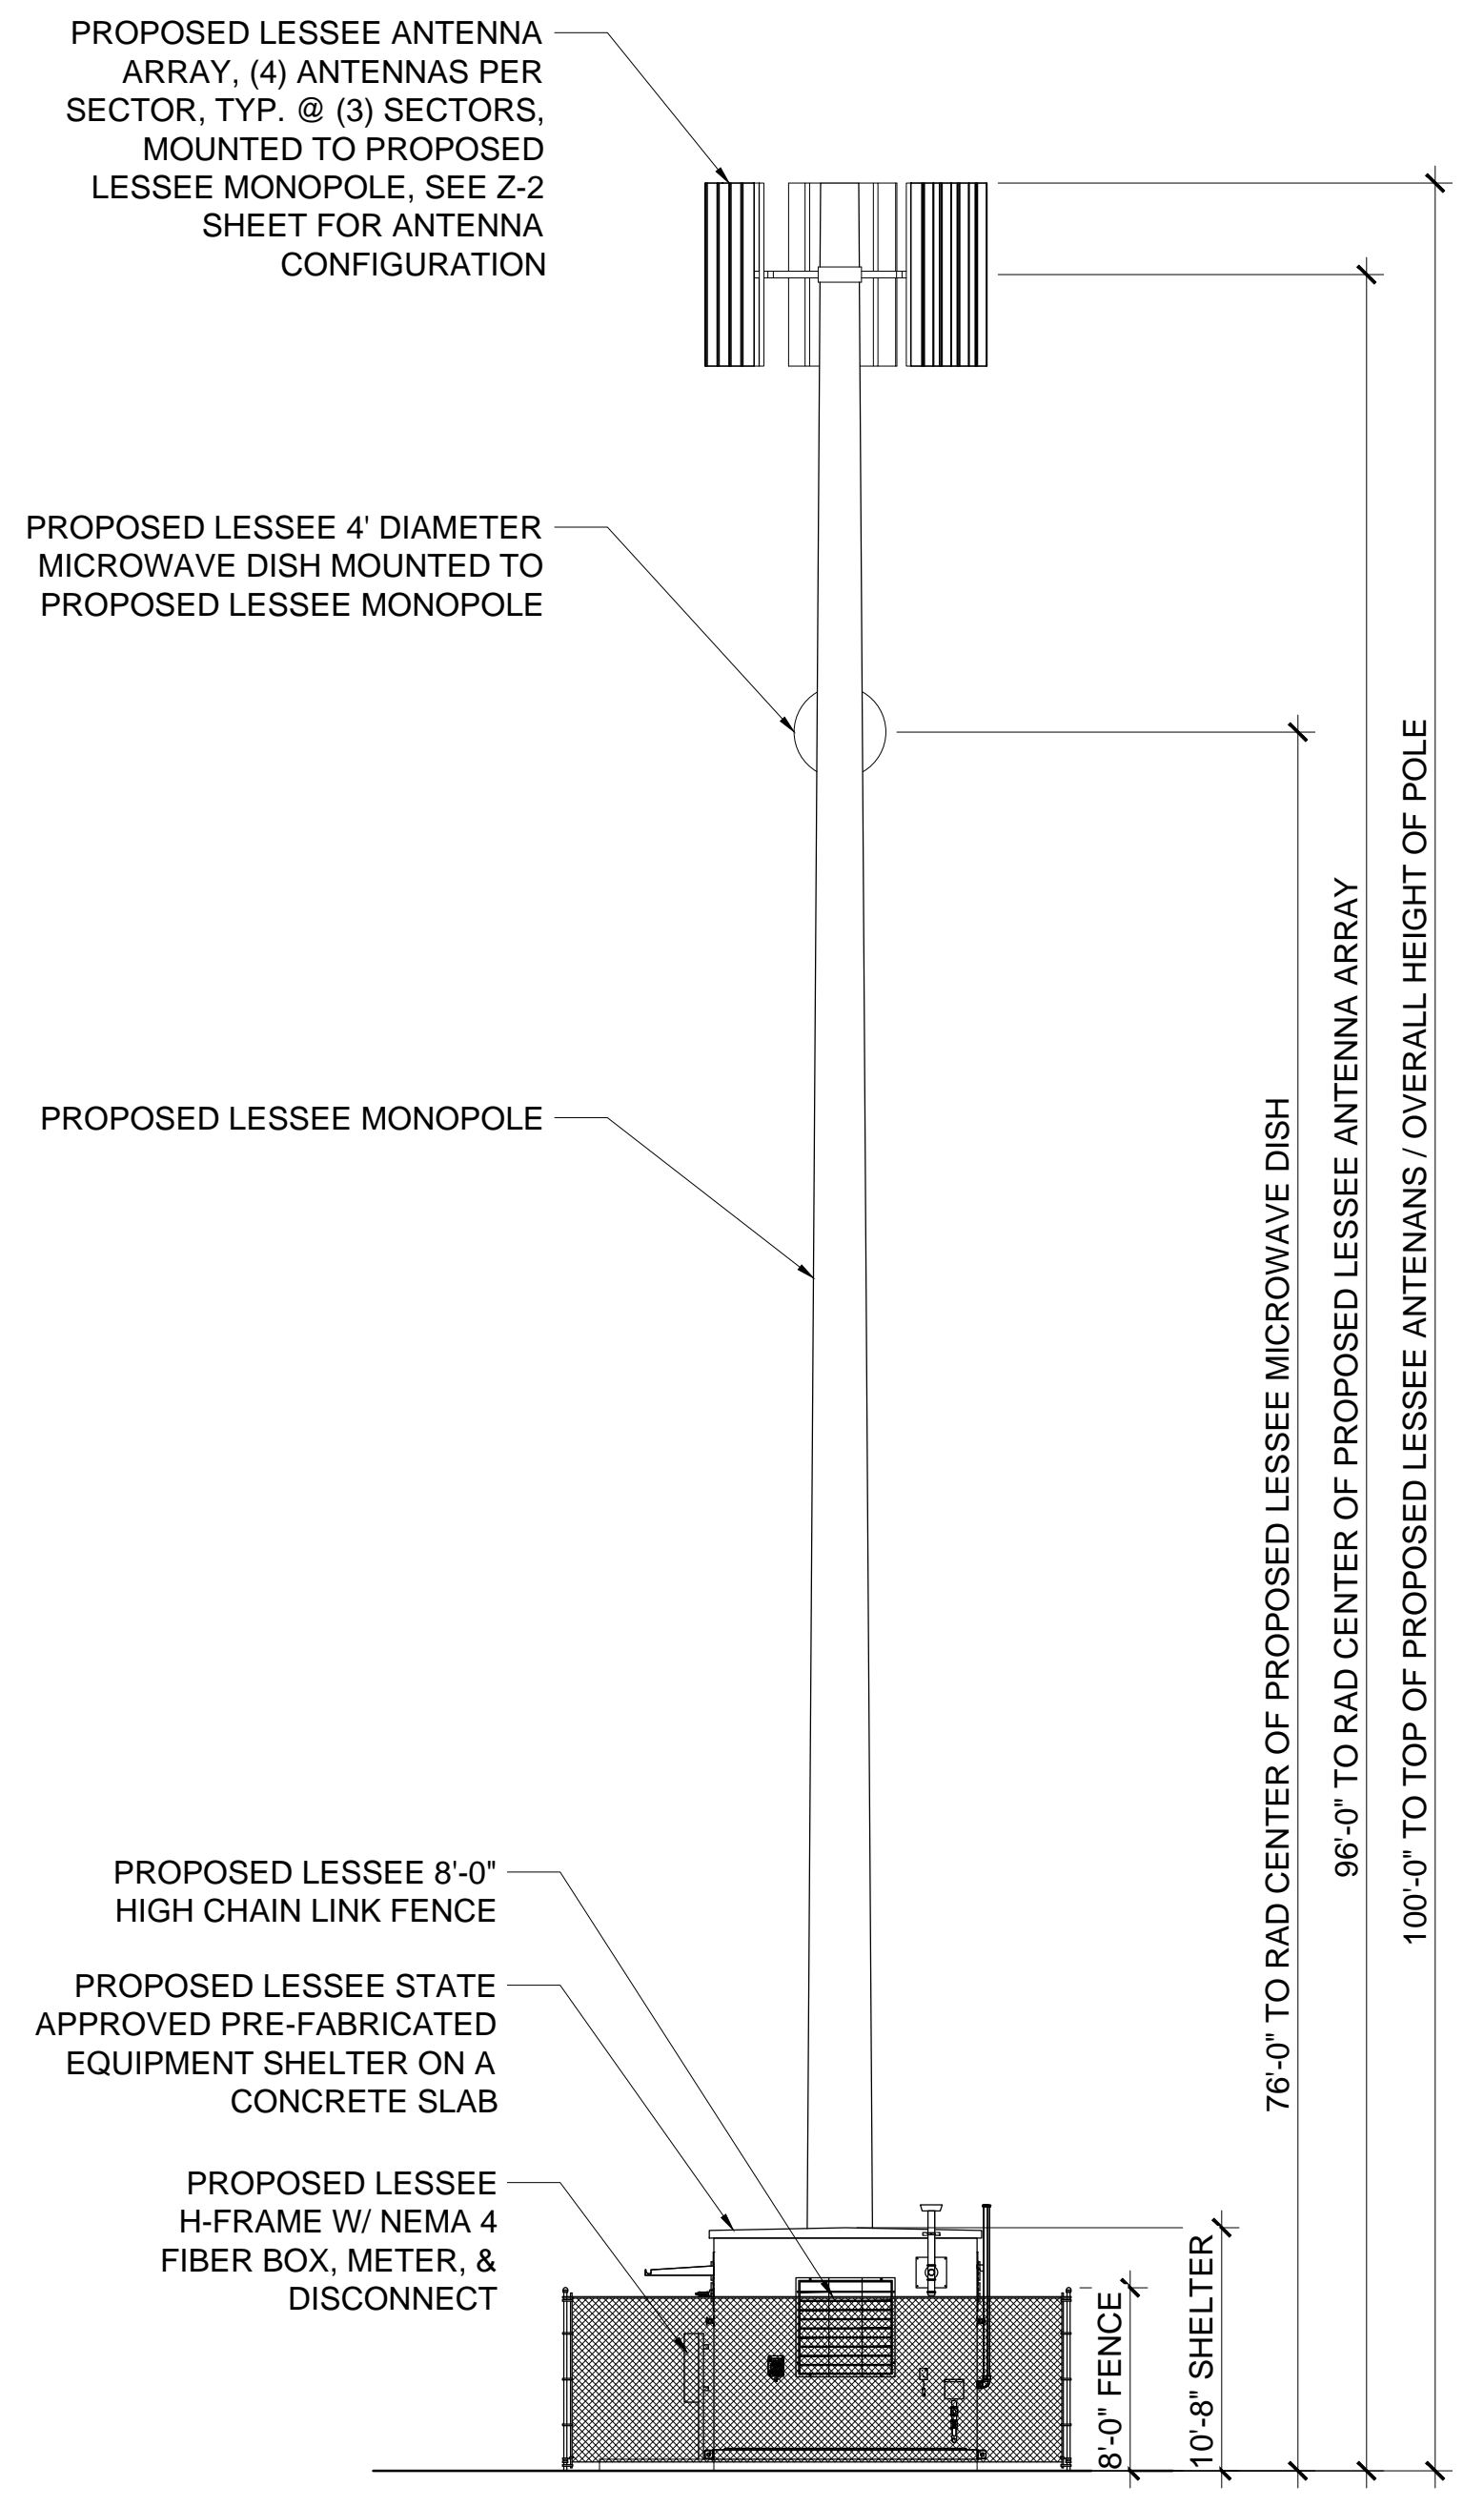 PROPOSED LESSEE ANTENNA
ARRAY, (4) ANTENNAS PER
SECTOR, TYP. @ (3) SECTORS,
MOUNTED TO PROPOSED
LESSEE MONOPOLE, SEE Z-2
SHEET FOR ANTENNA
CONFIGURATION
PROPOSED LESSEE 4' DIAMETER
MICROWAVE DISH MOUNTED TO
PROPOSED LESSEE MONOPOLE
PROPOSED LESSEE MONOPOLE
PROPOSED LESSEE 8'-0"
HIGH CHAIN LINK FENCE
PROPOSED LESSEE STATE
APPROVED PRE-FABRICATED
EQUIPMENT SHELTER ON A
CONCRETE SLAB
PROPOSED LESSEE
H-FRAME W/ NEMA 4
FIBER BOX, METER, &
DISCONNECT
8'-0" FENCE
10'-8" SHELTER
76'-0" TO RAD CENTER OF PROPOSED LESSEE MICROWAVE DISH
96'-0" TO RAD CENTER OF PROPOSED LESSEE ANTENNA ARRAY
100'-0" TO TOP OF PROPOSED LESSEE ANTENANS / OVERALL HEIGHT OF POLE